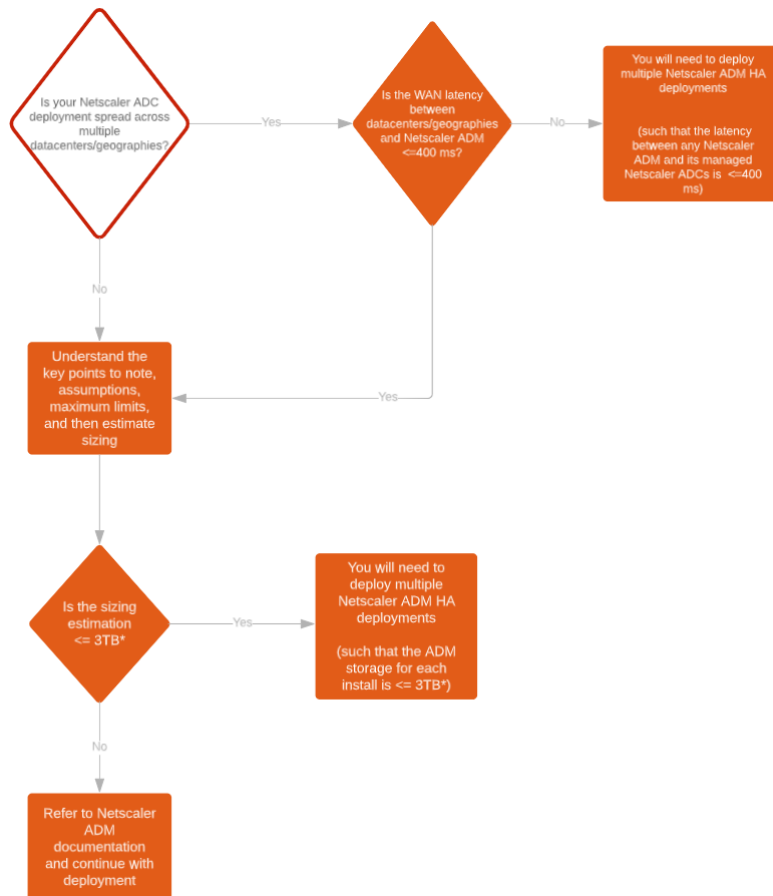 Is your Netscaler ADC
deployment spread across
multiple
datacenters/geographies?
Yes
Is the WAN latency
between
datacenters/geographies
and Netscaler ADM
<=400 ms?
No
You will need to deploy
multiple Netscaler ADM HA
deployments
(such that the latency
between any Netscaler
ADM and its managed
Netscaler ADCs is <=400
ms)
No
Yes
Understand the
key points to note,
assumptions,
maximum limits,
and then estimate
sizing
Is the sizing
estimation
<= 3TB*
Yes
You will need to
deploy multiple
Netscaler ADM HA
deployments
(such that the ADM
storage for each
install is <= 3TB*)
No
Refer to Netscaler
ADM
documentation
and continue with
deployment